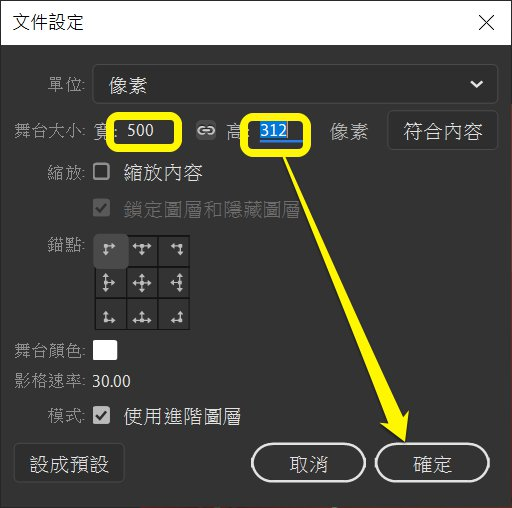 文件設定
單位: 像素
舞台大小: 寬: 500 高: 312 像素 符合內容
縮放: 縮放內容
鎖定圖層和隱藏圖層
錨點:
舞台顏色:
影格速率: 30.00
模式: 使用進階圖層
設成預設 取消 確定